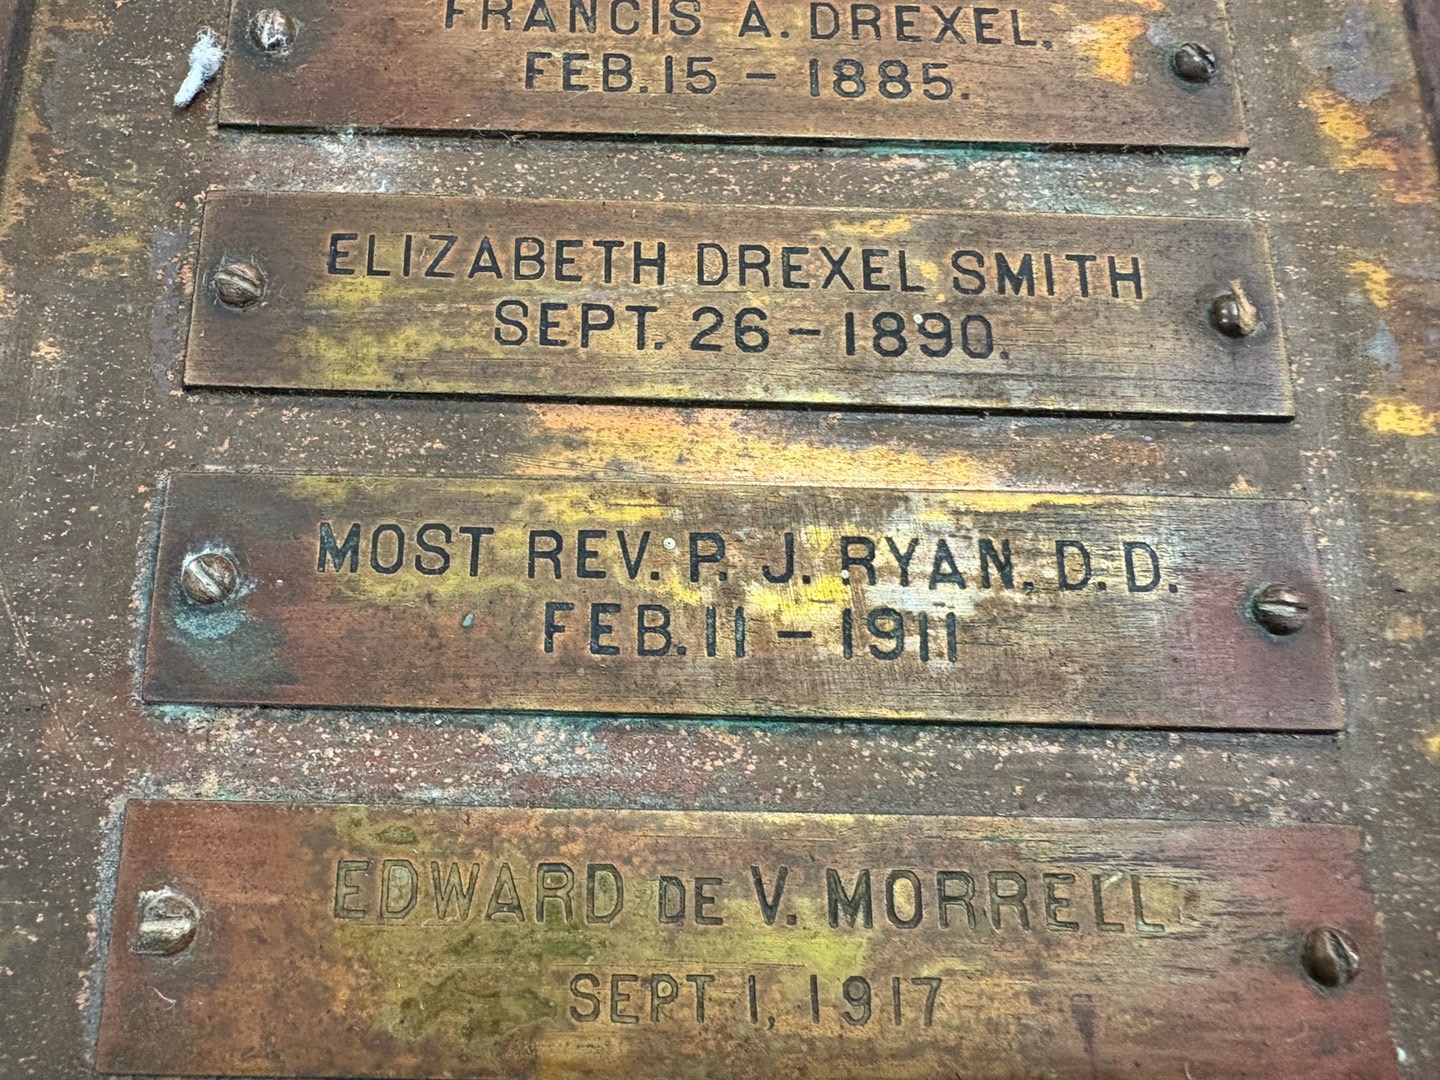 FRANCIS A. DREXEL.
FEB. 15 – 1885.
ELIZABETH DREXEL SMITH
SEPT. 26 – 1890.
MOST REV. P. J. RYAN, D. D.
FEB. 11 – 1911
EDWARD DE V. MORRELL
SEPT 1, 1917